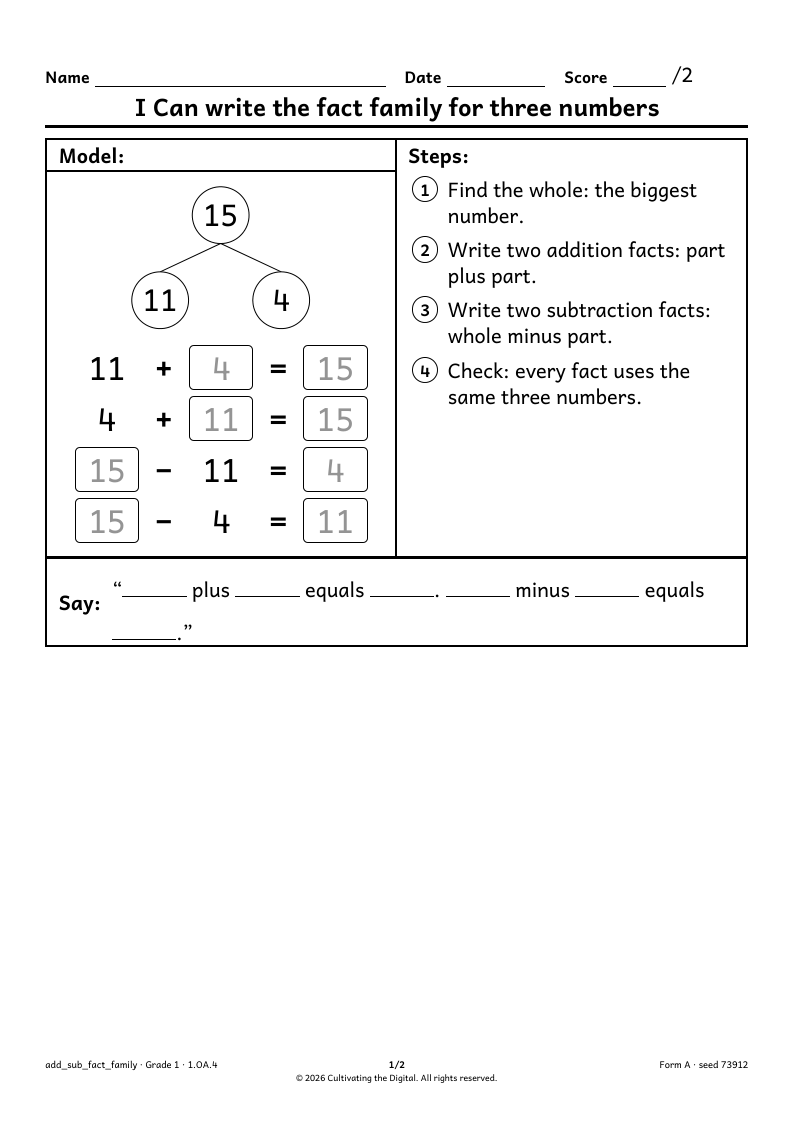 Name ______ Date ______ Score ______ /2
I Can write the fact family for three numbers
Model:
15
11 4
11 + 4 = 15
4 + 11 = 15
15 − 11 = 4
15 − 4 = 11
Steps:
1 Find the whole: the biggest
number.
2 Write two addition facts: part
plus part.
3 Write two subtraction facts:
whole minus part.
4 Check: every fact uses the
same three numbers.
Say: “______ plus ______ equals ______. ______ minus ______ equals
______.”
add_sub_fact_family · Grade 1 · 1.OA.4 1/2 Form A · seed 73912
© 2026 Cultivating the Digital. All rights reserved.